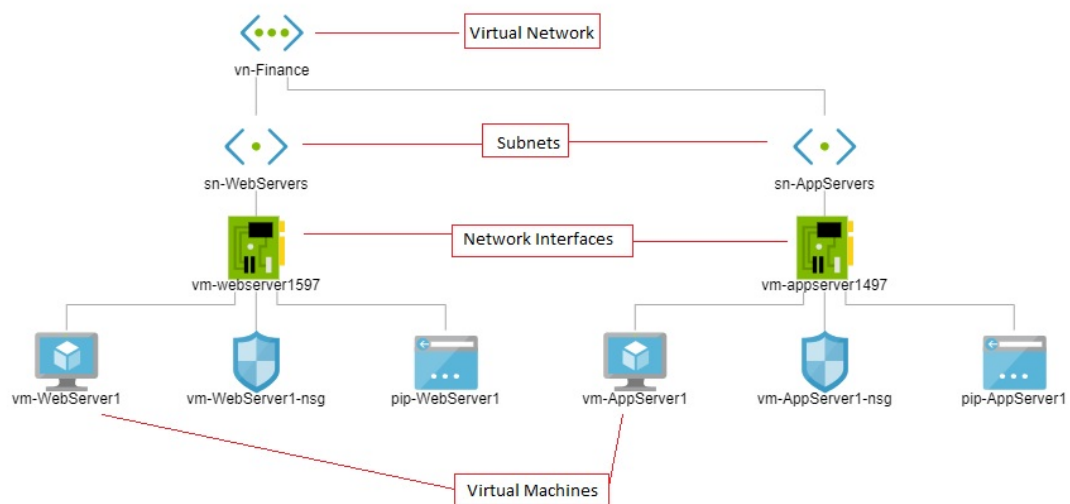 Virtual Network
vn-Finance
Subnets
sn-WebServers
sn-AppServers
Network Interfaces
vm-webserver1597
vm-appserver1497
vm-WebServer1
vm-WebServer1-nsg
pip-WebServer1
vm-AppServer1
vm-AppServer1-nsg
pip-AppServer1
Virtual Machines